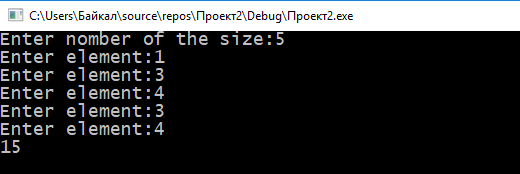 C:\Users\Байкал\source\repos\Проект2\Debug\Проект2.exe
Enter nomber of the size:5
Enter element:1
Enter element:3
Enter element:4
Enter element:3
Enter element:4
15